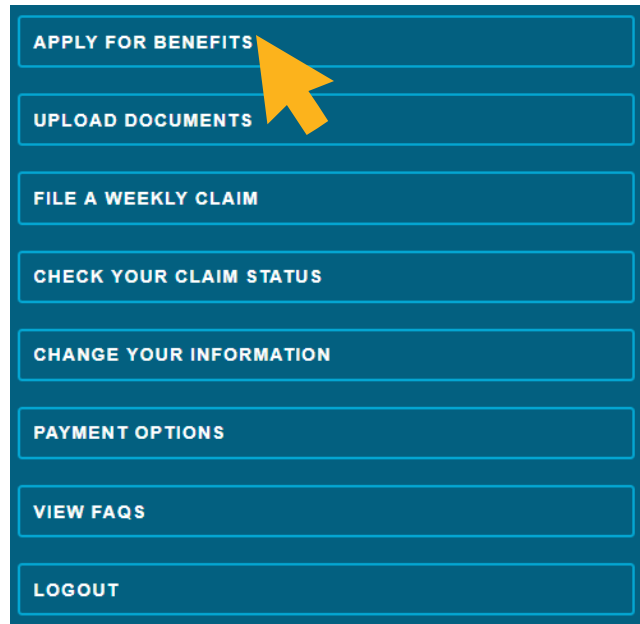 APPLY FOR BENEFITS
UPLOAD DOCUMENTS
FILE A WEEKLY CLAIM
CHECK YOUR CLAIM STATUS
CHANGE YOUR INFORMATION
PAYMENT OPTIONS
VIEW FAQS
LOGOUT